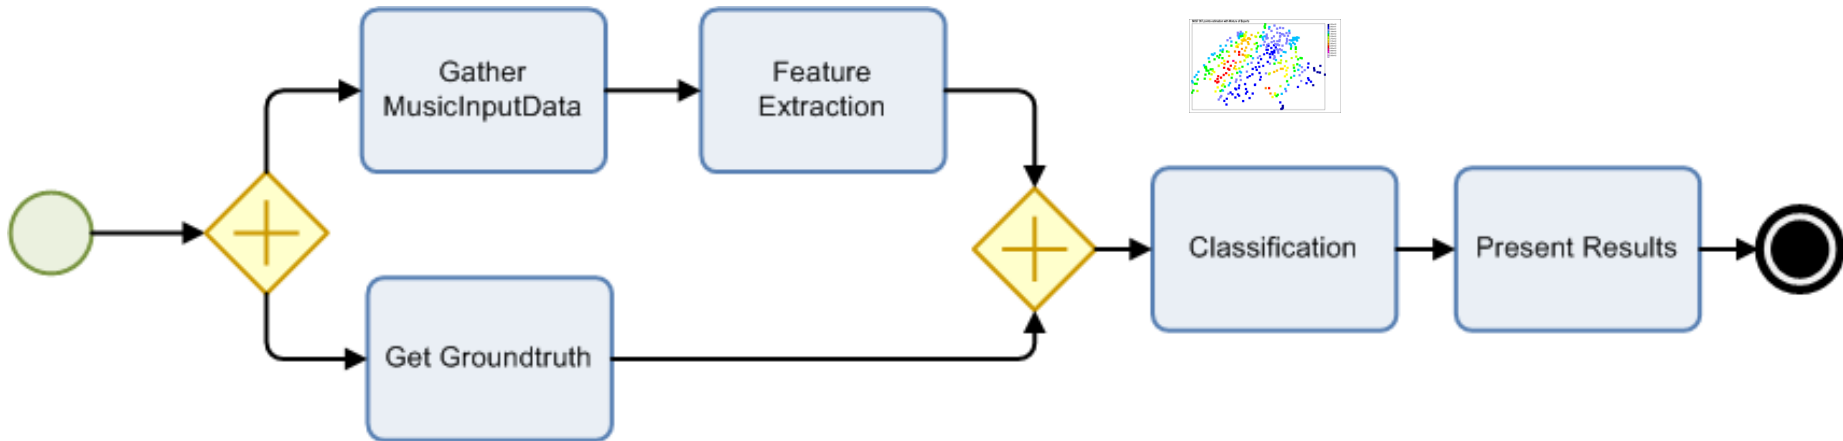 Gather
MusicInputData
Feature
Extraction
Get Groundtruth
Classification
Present Results